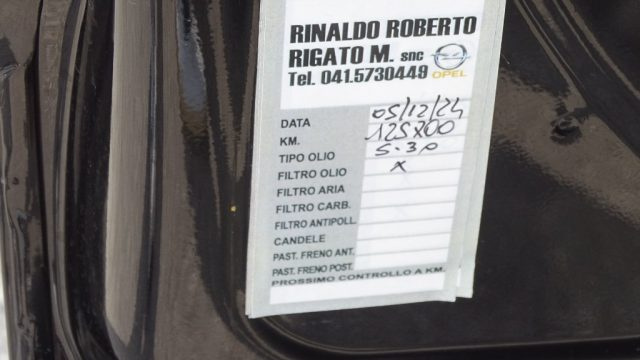 RINALDO ROBERTO
RIGATO M. snc
Tel. 041.5730449 OPEL
DATA 05/12/24
KM. 125700
TIPO OLIO 5-30
FILTRO OLIO X
FILTRO ARIA
FILTRO CARB.
FILTRO ANTIPOLL.
CANDELE
PAST. FRENO ANT.
PAST. FRENO POST.
PROSSIMO CONTROLLO A KM.